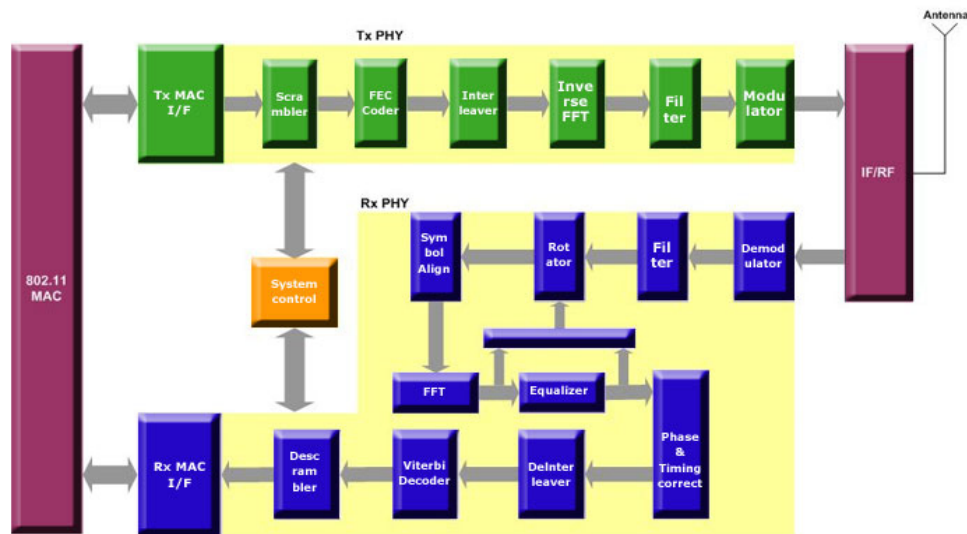 Antenna
Tx PHY
Tx MAC
I/F
Scra
mbler
FEC
Coder
Inter
leaver
Inve
rse
FFT
Fil
ter
Modu
lator
IF/RF
Rx PHY
Sym
bol
Align
Rot
ator
Fil
ter
Demod
ulator
802.11
MAC
System
control
FFT
Equalizer
Phase
&
Timing
correct
Rx MAC
I/F
Desc
ram
bler
Viterbi
Decoder
DeInter
leaver